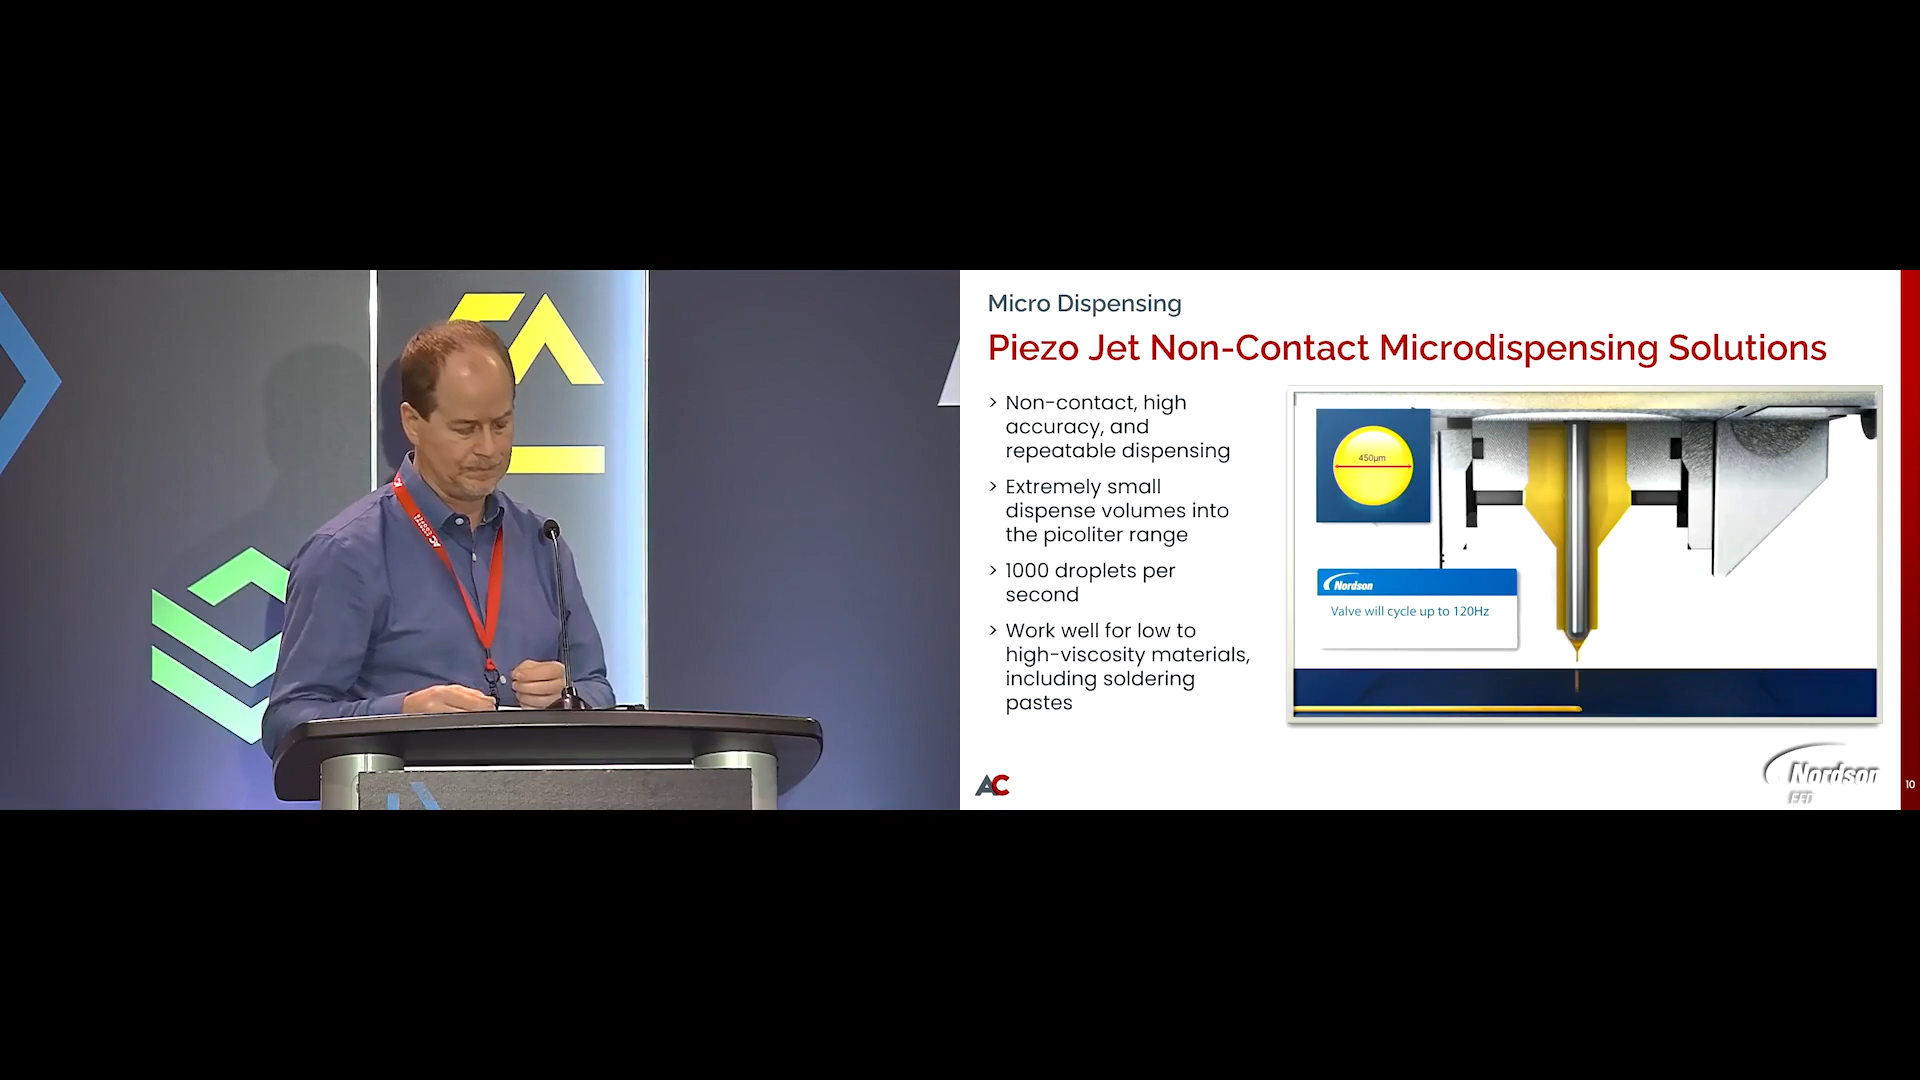 Micro Dispensing
Piezo Jet Non-Contact Microdispensing Solutions
> Non-contact, high
accuracy, and
repeatable dispensing
> Extremely small
dispense volumes into
the picoliter range
> 1000 droplets per
second
> Work well for low to
high-viscosity materials,
including soldering
pastes
450µm
Nordson
Valve will cycle up to 120Hz
AC
Nordson
EFD
10